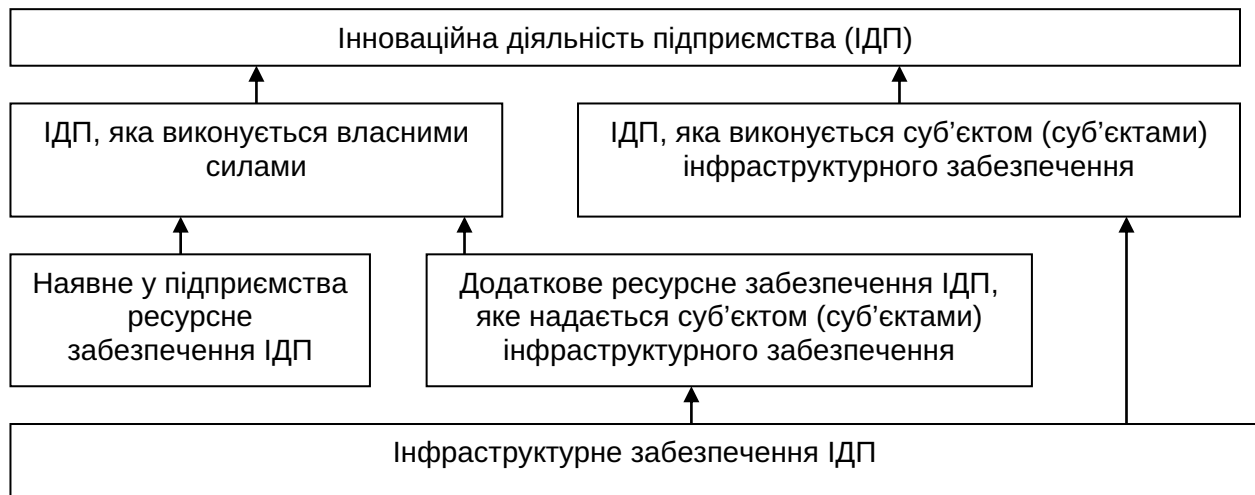 Інноваційна діяльність підприємства (ІДП)
ІДП, яка виконується власними
силами
ІДП, яка виконується суб’єктом (суб’єктами)
інфраструктурного забезпечення
Наявне у підприємства
ресурсне
забезпечення ІДП
Додаткове ресурсне забезпечення ІДП,
яке надається суб’єктом (суб’єктами)
інфраструктурного забезпечення
Інфраструктурне забезпечення ІДП